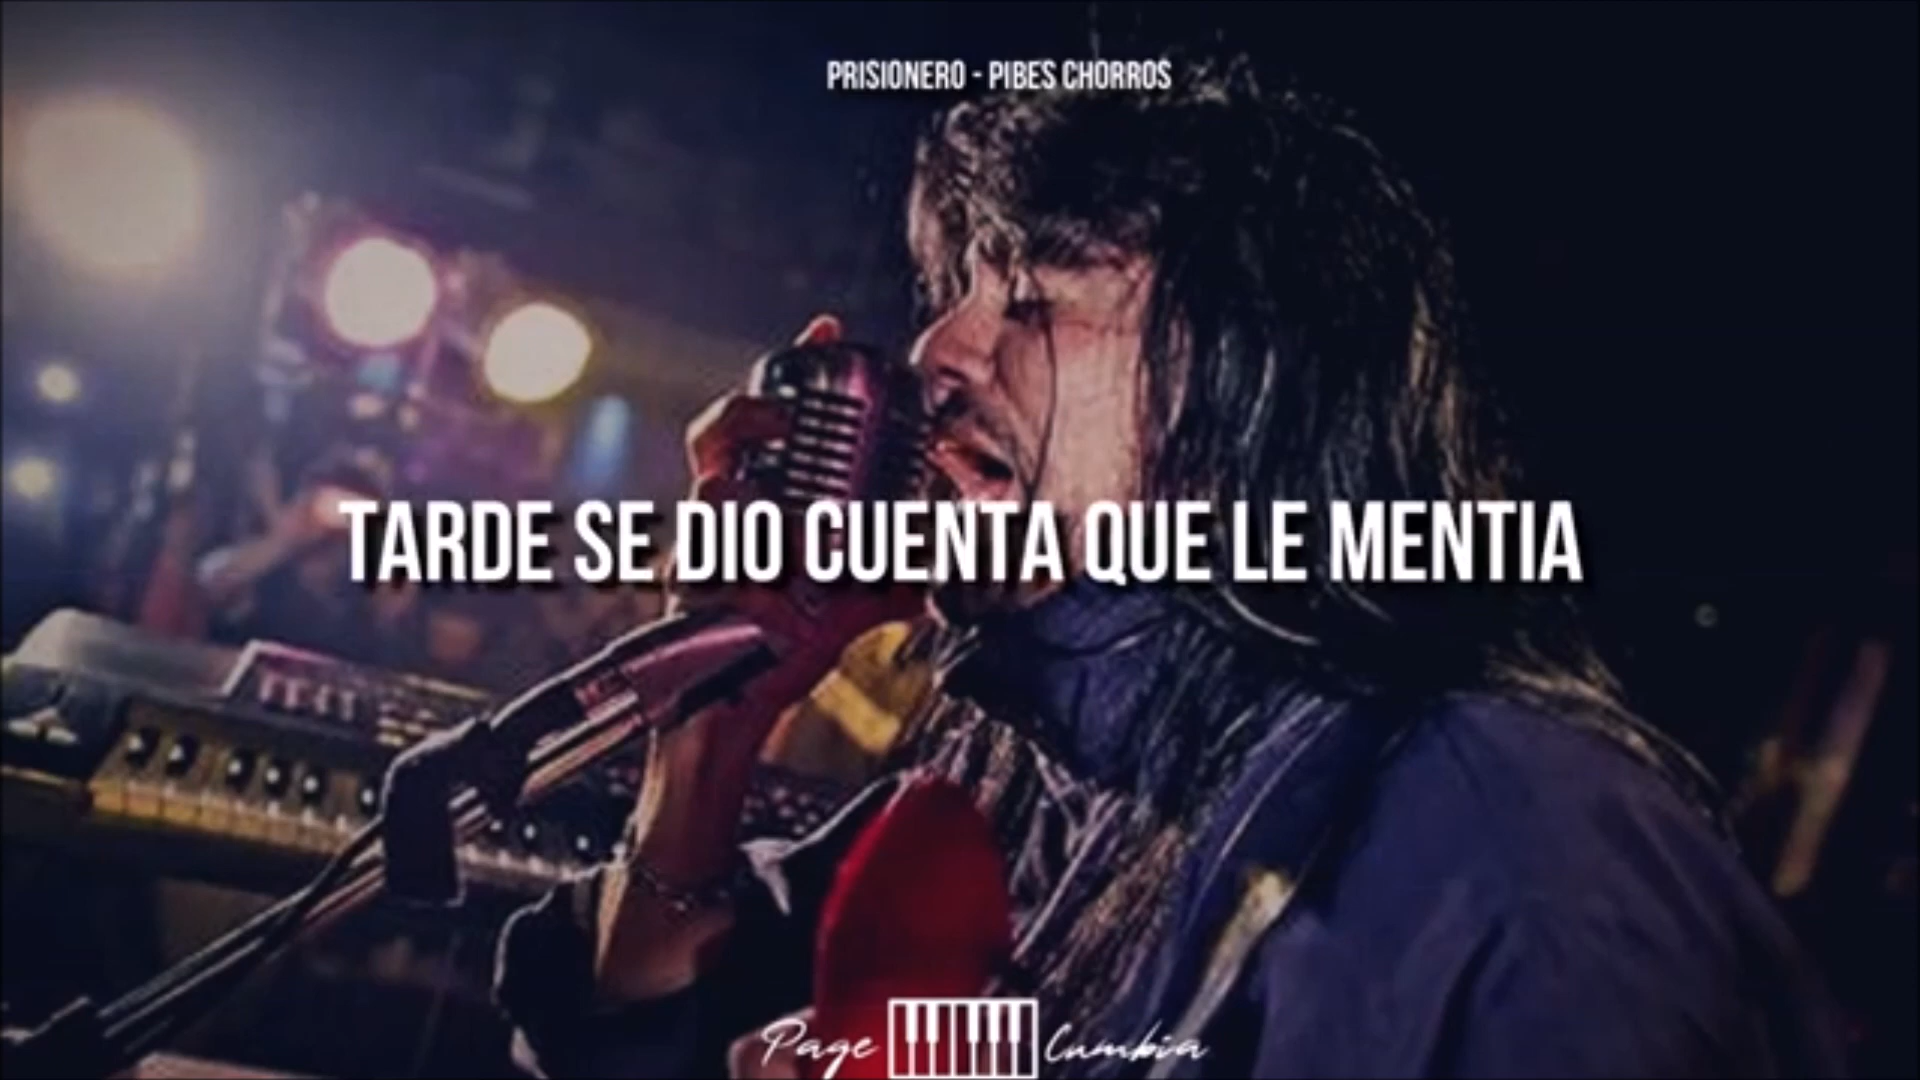 PRISIONERO - PIBES CHORROS
TARDE SE DIO CUENTA QUE LE MENTIA
Page Cumbia